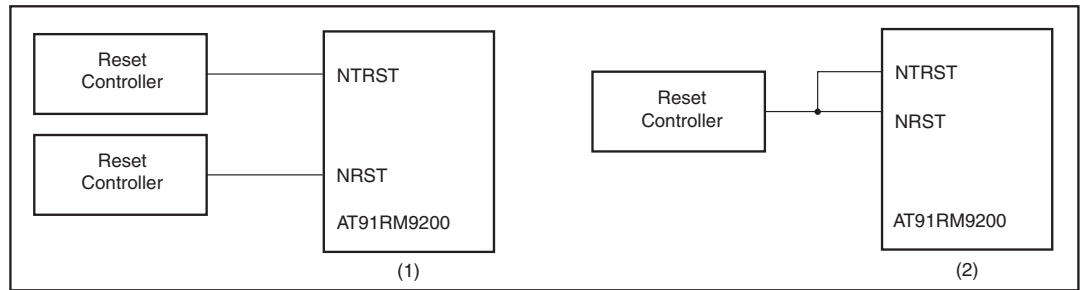 Reset
Controller
NTRST
Reset
Controller
NRST
AT91RM9200
(1)
Reset
Controller
NTRST
NRST
AT91RM9200
(2)